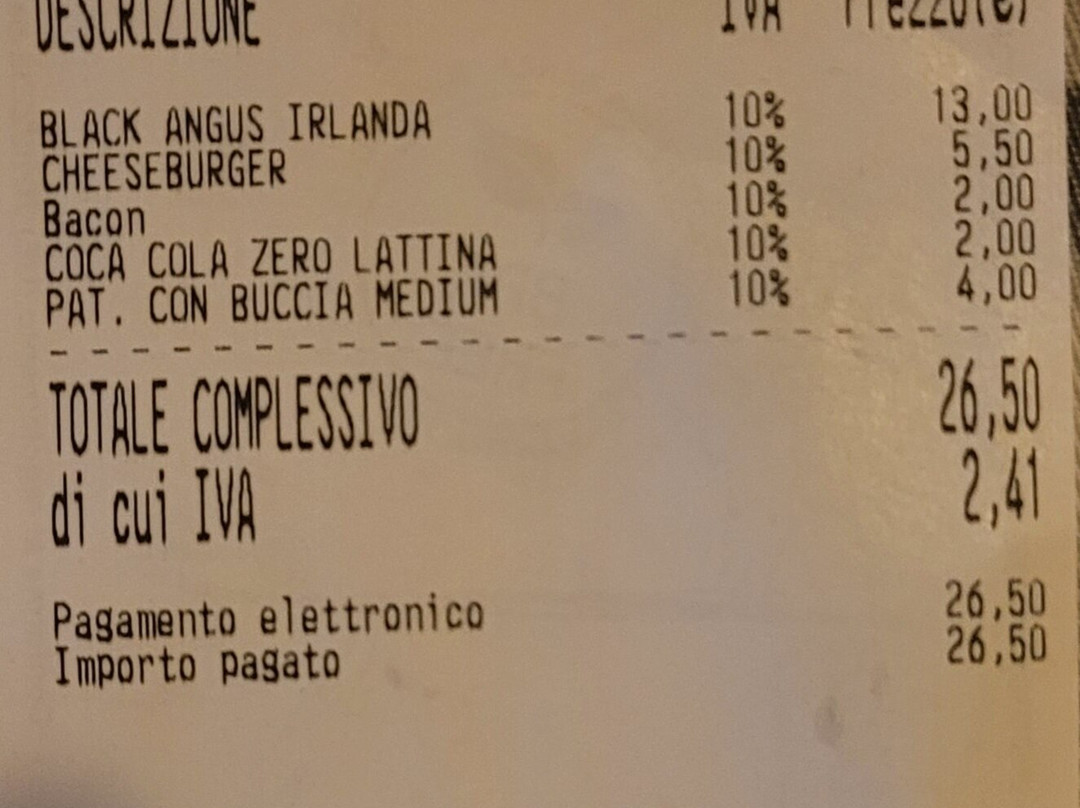 DESCRIZIONE IVA Prezzo(€)
BLACK ANGUS IRLANDA 10% 13,00
CHEESEBURGER 10% 5,50
Bacon 10% 2,00
COCA COLA ZERO LATTINA 10% 2,00
PAT. CON BUCCIA MEDIUM 10% 4,00
TOTALE COMPLESSIVO 26,50
di cui IVA 2,41
Pagamento elettronico 26,50
Importo pagato 26,50